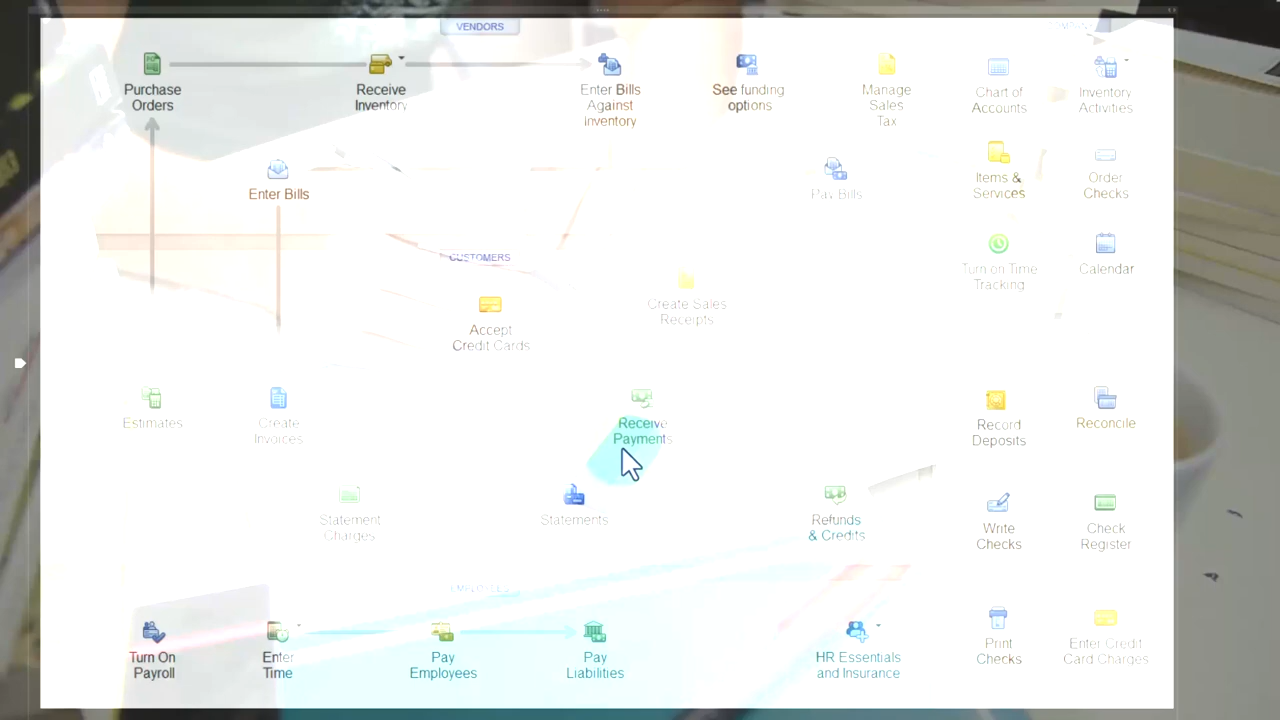 VENDORS
COMPANY
Purchase
Orders
Receive
Inventory
Enter Bills
Against
Inventory
See funding
options
Manage
Sales
Tax
Chart of
Accounts
Inventory
Activities
Enter Bills
Pay Bills
Items &
Services
Order
Checks
CUSTOMERS
Turn on Time
Tracking
Calendar
Accept
Credit Cards
Create Sales
Receipts
Estimates
Create
Invoices
Receive
Payments
Record
Deposits
Reconcile
Statement
Charges
Statements
Refunds
& Credits
Write
Checks
Check
Register
EMPLOYEES
Turn On
Payroll
Enter
Time
Pay
Employees
Pay
Liabilities
HR Essentials
and Insurance
Print
Checks
Enter Credit
Card Charges